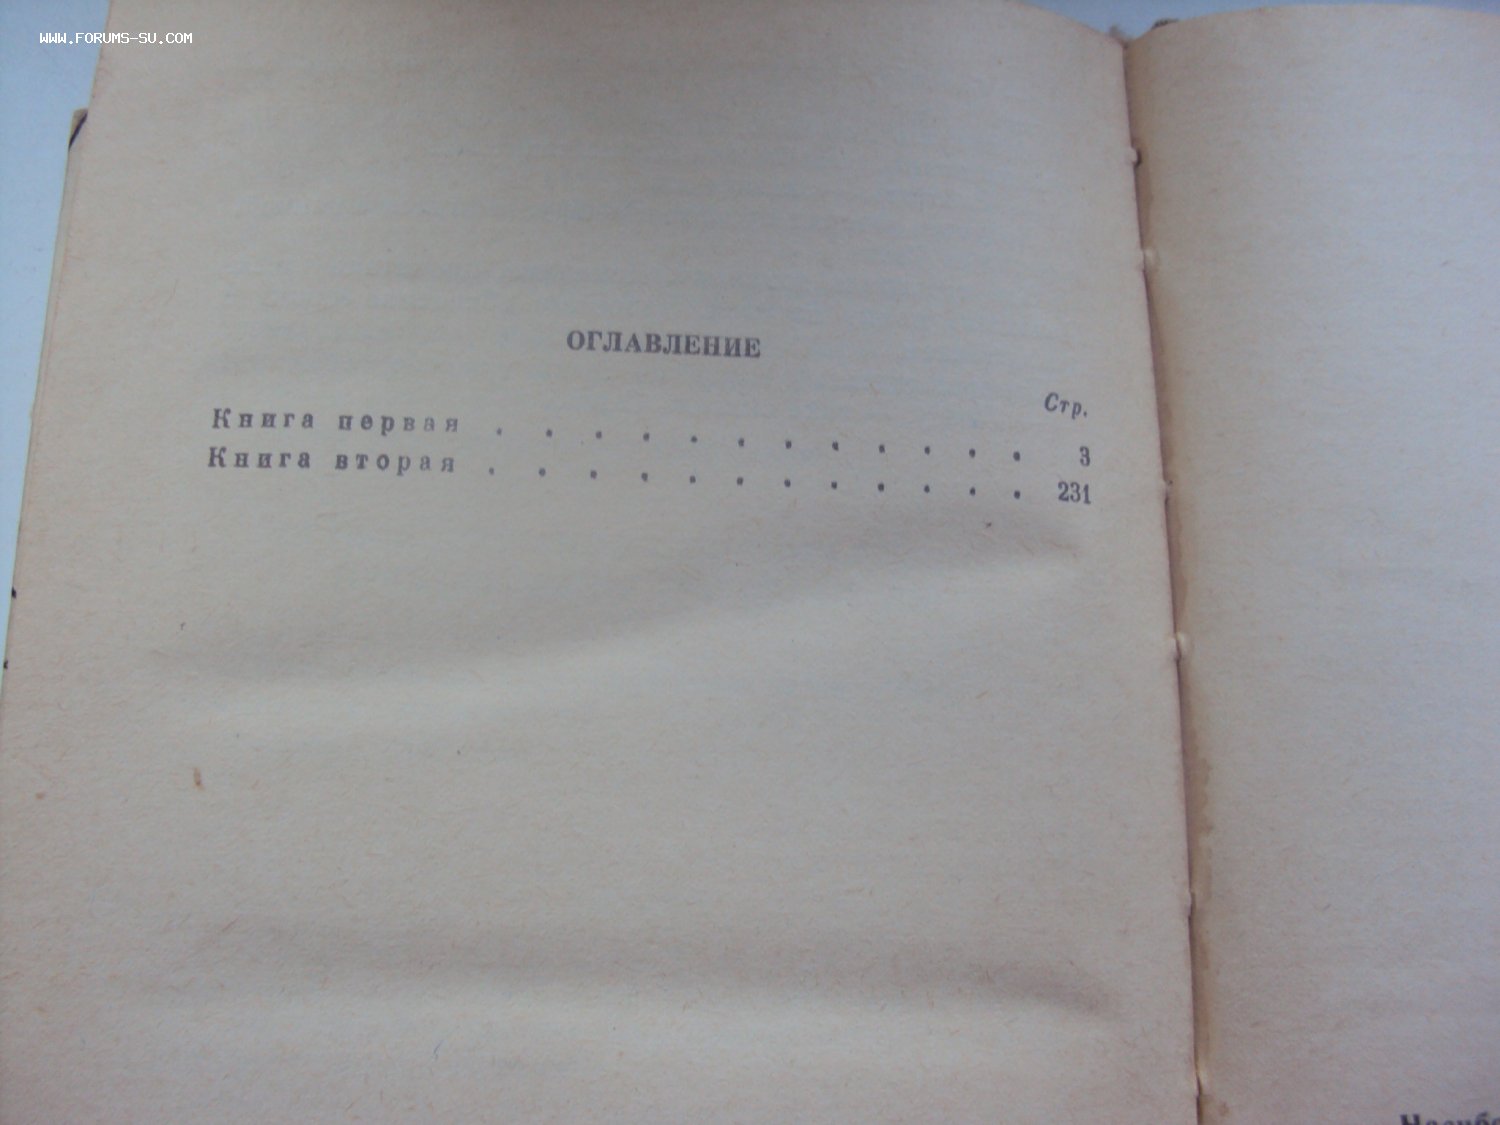 WWW.FORUMS-SU.COM
ОГЛАВЛЕНИЕ
Стр.
Книга первая . . . . . . . . . . . . 3
Книга вторая . . . . . . . . . . . . 231